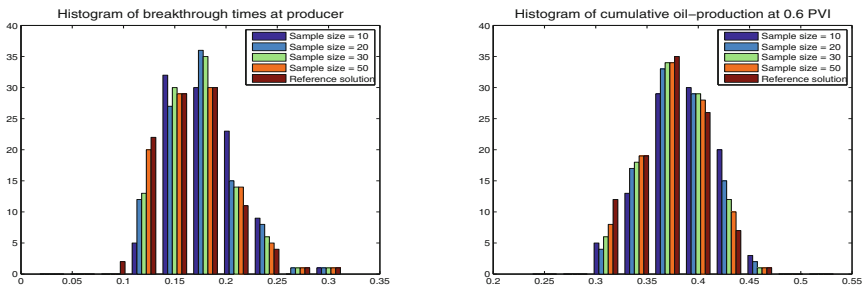 Histogram of breakthrough times at producer
40
35
30
25
20
15
10
5
0
0 0.05 0.1 0.15 0.2 0.25 0.3 0.35
Sample size = 10
Sample size = 20
Sample size = 30
Sample size = 50
Reference solution
Histogram of cumulative oil−production at 0.6 PVI
40
35
30
25
20
15
10
5
0
0.2 0.25 0.3 0.35 0.4 0.45 0.5 0.55
Sample size = 10
Sample size = 20
Sample size = 30
Sample size = 50
Reference solution